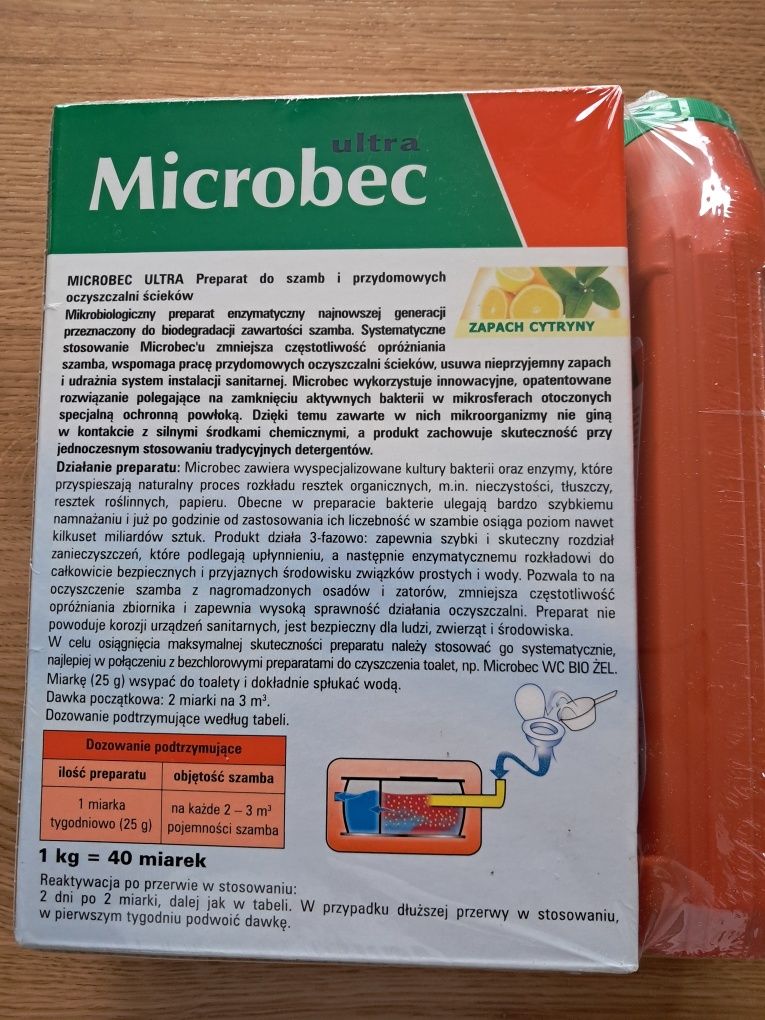 ultra
Microbec
MICROBEC ULTRA Preparat do szamb i przydomowych
oczyszczalni ścieków
Mikrobiologiczny preparat enzymatyczny najnowszej generacji
przeznaczony do biodegradacji zawartości szamba. Systematyczne
stosowanie Microbec'u zmniejsza częstotliwość opróżniania
szamba, wspomaga pracę przydomowych oczyszczalni ścieków, usuwa nieprzyjemny zapach
i udrażnia system instalacji sanitarnej. Microbec wykorzystuje innowacyjne, opatentowane
rozwiązanie polegające na zamknięciu aktywnych bakterii w mikrosferach otoczonych
specjalną ochronną powłoką. Dzięki temu zawarte w nich mikroorganizmy nie giną
w kontakcie z silnymi środkami chemicznymi, a produkt zachowuje skuteczność przy
jednoczesnym stosowaniu tradycyjnych detergentów.
ZAPACH CYTRYNY
Działanie preparatu: Microbec zawiera wyspecjalizowane kultury bakterii oraz enzymy, które
przyspieszają naturalny proces rozkładu resztek organicznych, m.in. nieczystości, tłuszczy,
resztek roślinnych, papieru. Obecne w preparacie bakterie ulegają bardzo szybkiemu
namnażaniu i już po godzinie od zastosowania ich liczebność w szambie osiąga poziom nawet
kilkuset miliardów sztuk. Produkt działa 3-fazowo: zapewnia szybki i skuteczny rozdział
zanieczyszczeń, które podlegają upłynnieniu, a następnie enzymatycznemu rozkładowi do
całkowicie bezpiecznych i przyjaznych środowisku związków prostych i wody. Pozwala to na
oczyszczenie szamba z nagromadzonych osadów i zatorów, zmniejsza częstotliwość
opróżniania zbiornika i zapewnia wysoką sprawność działania oczyszczalni. Preparat nie
powoduje korozji urządzeń sanitarnych, jest bezpieczny dla ludzi, zwierząt i środowiska.
W celu osiągnięcia maksymalnej skuteczności preparatu należy stosować go systematycznie,
najlepiej w połączeniu z bezchlorowymi preparatami do czyszczenia toalet, np. Microbec WC BIO ŻEL.
Miarkę (25 g) wsypać do toalety i dokładnie spłukać wodą.
Dawka początkowa: 2 miarki na 3 m³.
Dozowanie podtrzymujące według tabeli.
Dozowanie podtrzymujące
ilość preparatu objętość szamba
1 miarka na każde 2 – 3 m³
tygodniowo (25 g) pojemności szamba
1 kg = 40 miarek
Reaktywacja po przerwie w stosowaniu:
2 dni po 2 miarki, dalej jak w tabeli. W przypadku dłuższej przerwy w stosowaniu,
w pierwszym tygodniu podwoić dawkę.